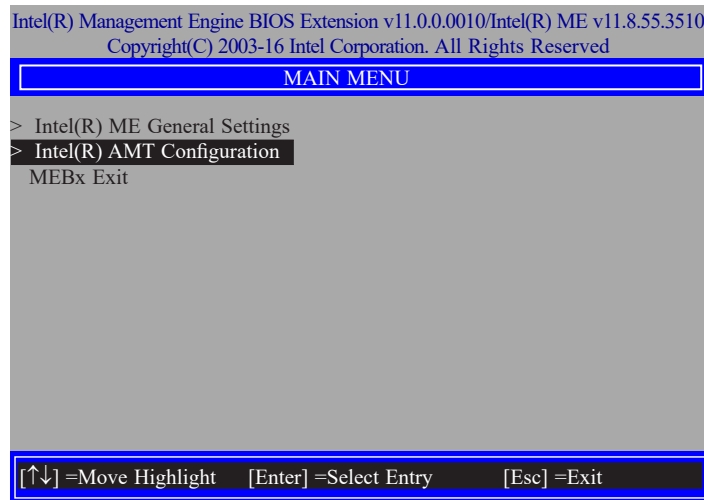 Intel(R) Management Engine BIOS Extension v11.0.0.0010/Intel(R) ME v11.8.55.3510
Copyright(C) 2003-16 Intel Corporation. All Rights Reserved
MAIN MENU
> Intel(R) ME General Settings
> Intel(R) AMT Configuration
MEBx Exit
[↑↓] =Move Highlight [Enter] =Select Entry [Esc] =Exit